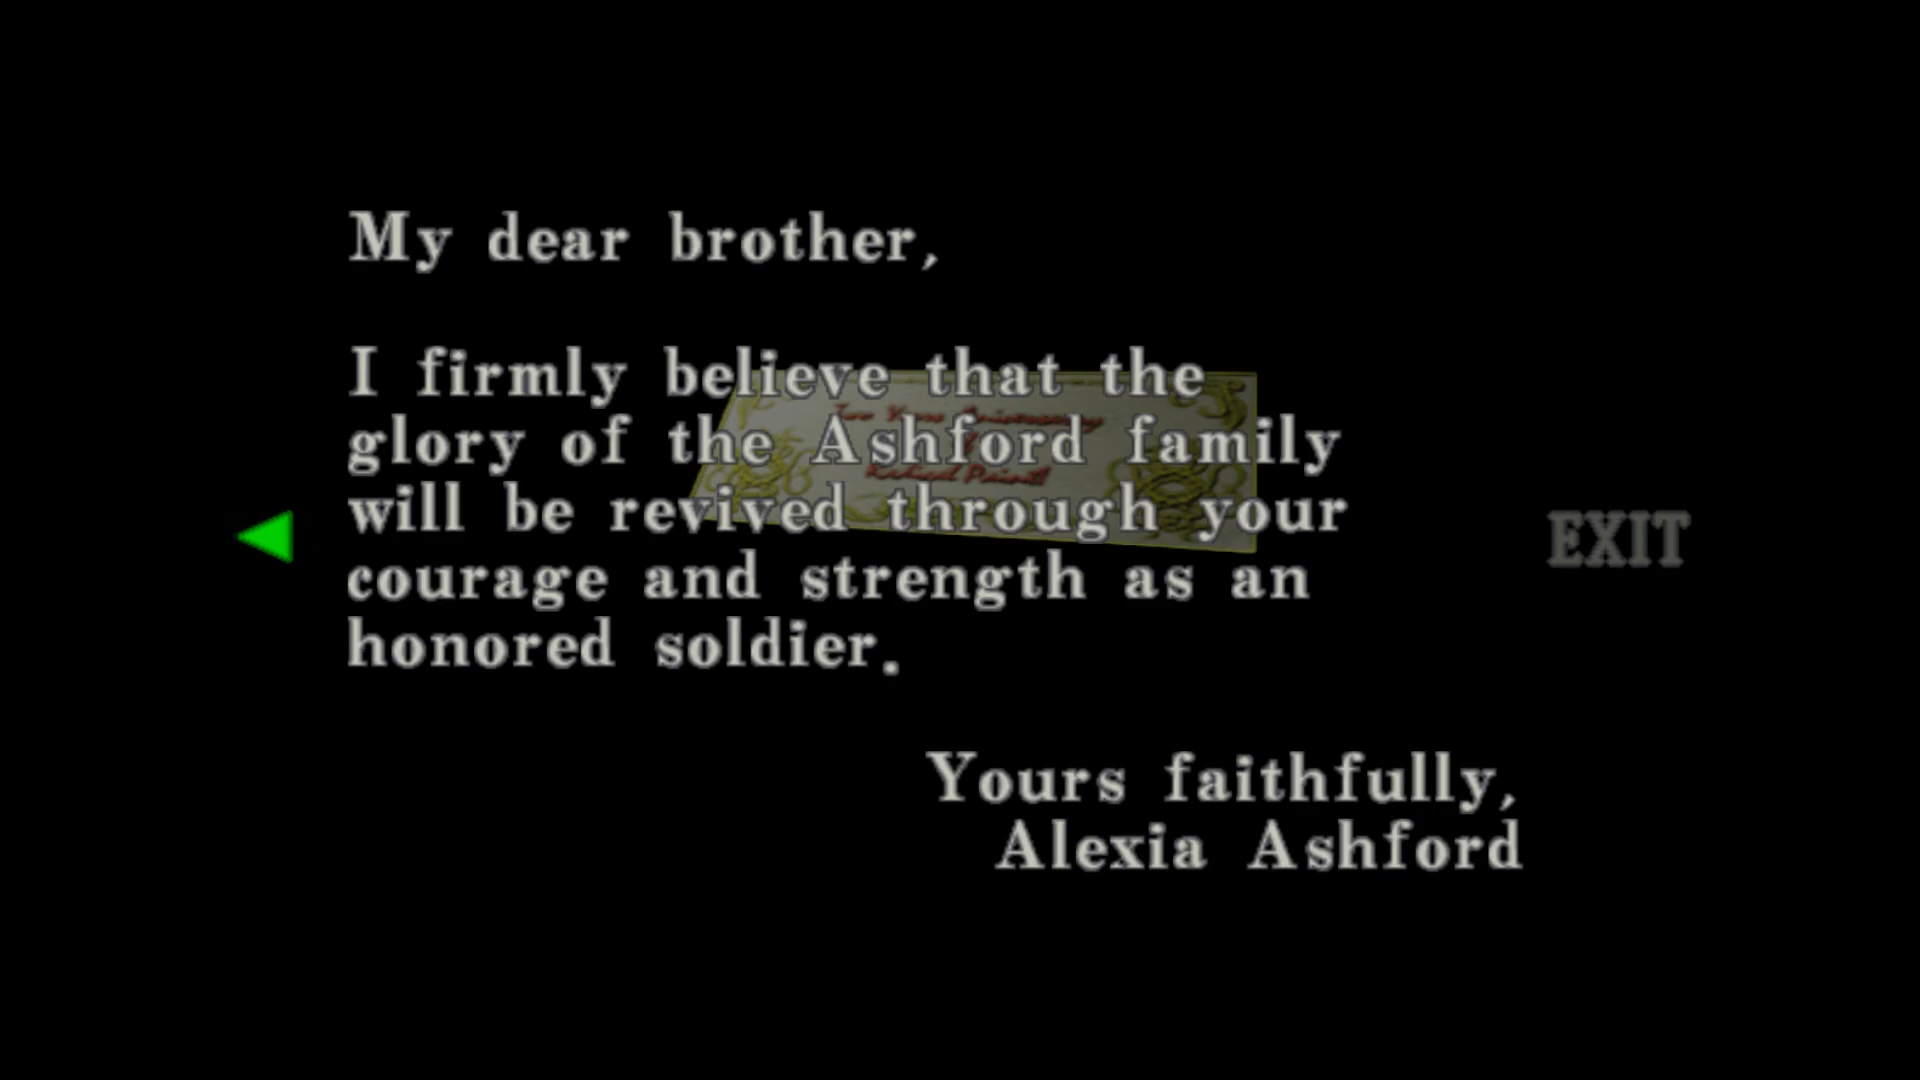 My dear brother,
I firmly believe that the
glory of the Ashford family
will be revived through your
courage and strength as an
honored soldier.
EXIT
Yours faithfully,
Alexia Ashford